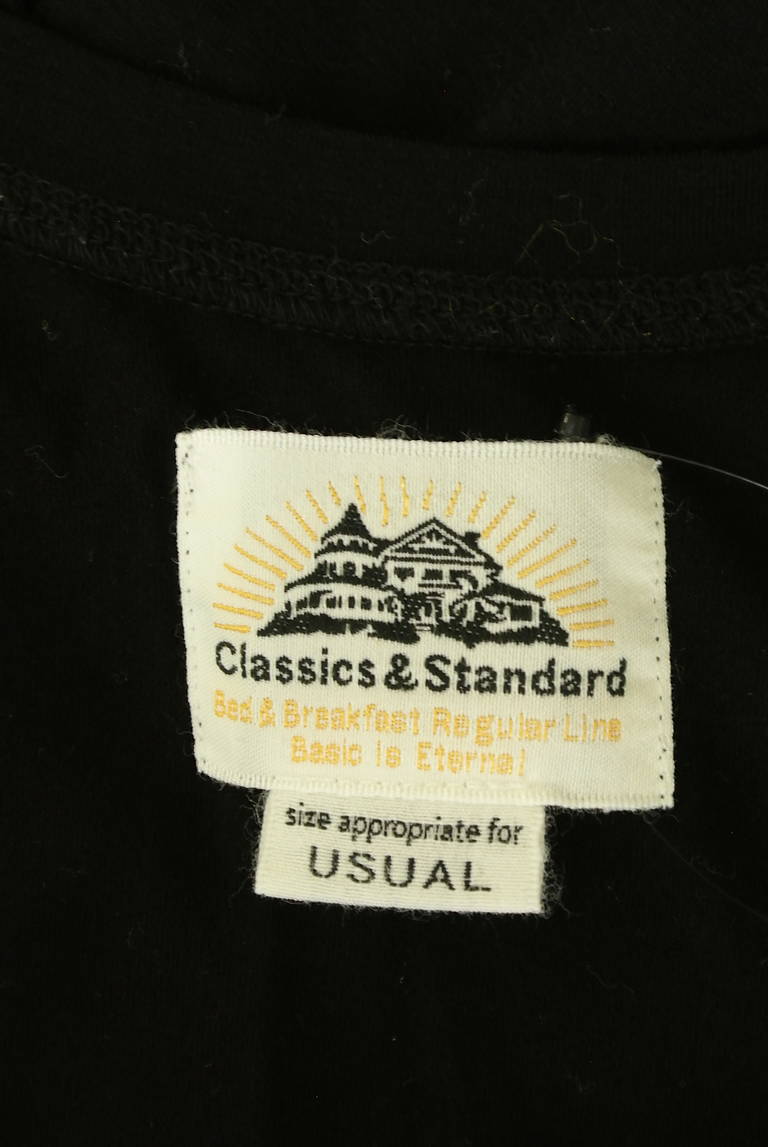 Classics & Standard
Bed & Breakfast Regular Line
Basic is Eternal
size appropriate for
USUAL